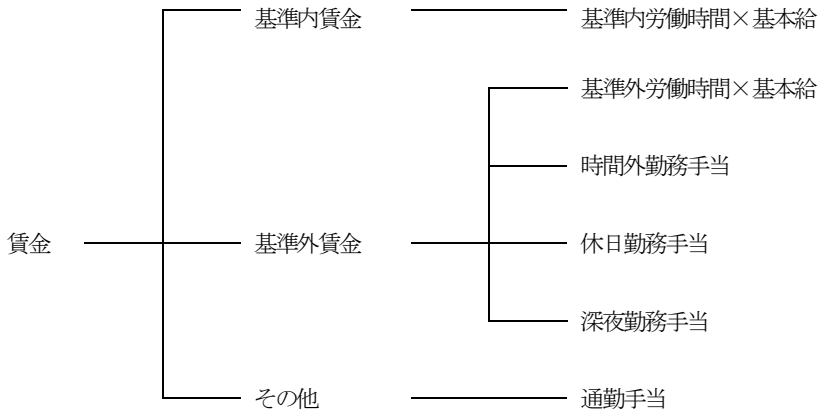 基準内賃金
基準内労働時間×基本給
基準外労働時間×基本給
時間外勤務手当
賃金
基準外賃金
休日勤務手当
深夜勤務手当
その他
通勤手当